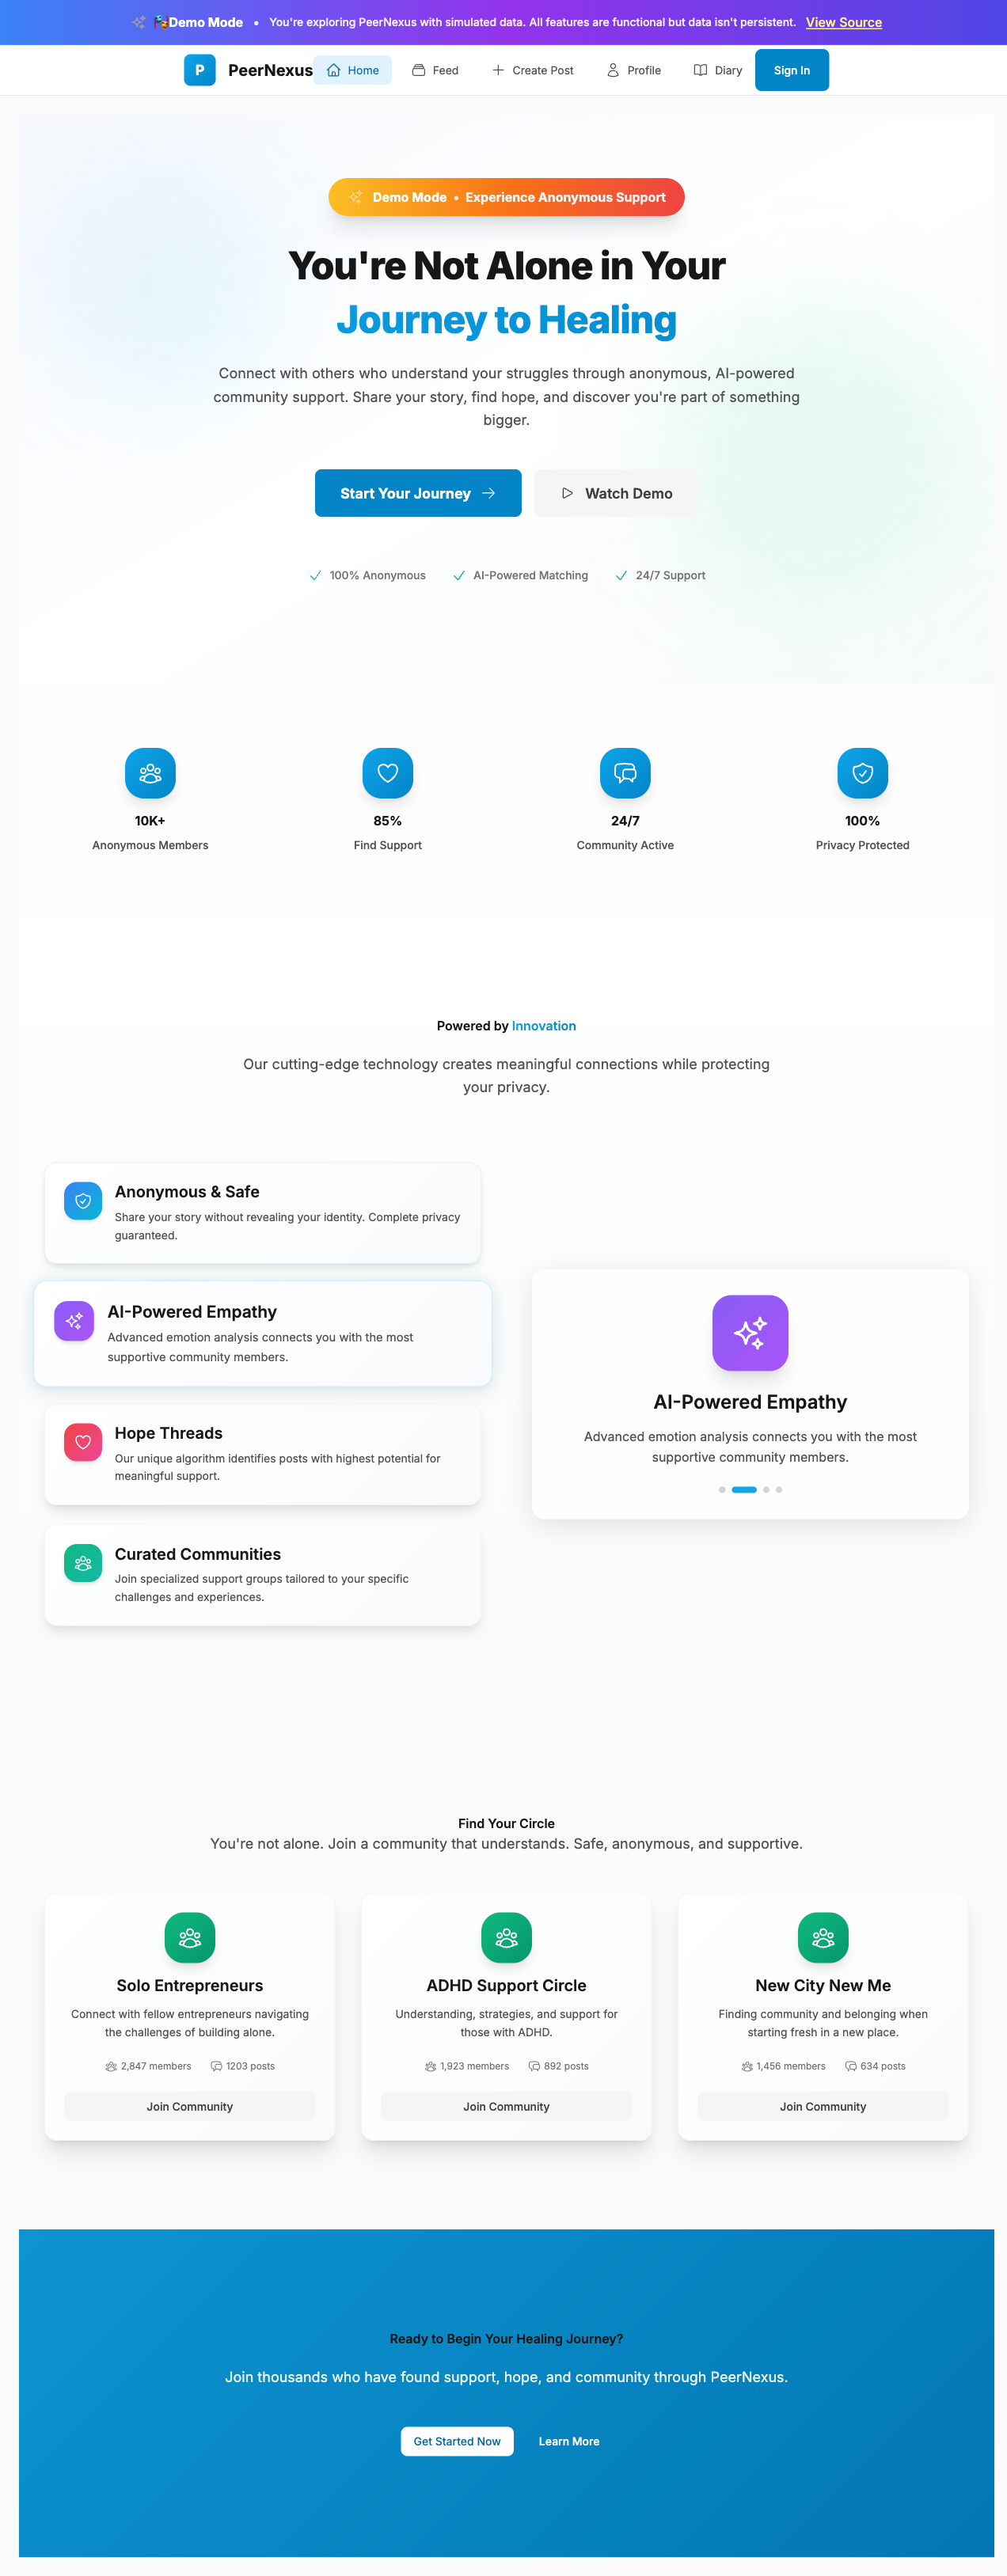 Demo Mode • You're exploring PeerNexus with simulated data. All features are functional but data isn't persistent. View Source
P PeerNexus Home Feed Create Post Profile Diary Sign In
Demo Mode • Experience Anonymous Support
You're Not Alone in Your
Journey to Healing
Connect with others who understand your struggles through anonymous, AI-powered
community support. Share your story, find hope, and discover you're part of something
bigger.
Start Your Journey Watch Demo
100% Anonymous AI-Powered Matching 24/7 Support
10K+ 85% 24/7 100%
Anonymous Members Find Support Community Active Privacy Protected
Powered by Innovation
Our cutting-edge technology creates meaningful connections while protecting
your privacy.
Anonymous & Safe
Share your story without revealing your identity. Complete privacy
guaranteed.
AI-Powered Empathy
Advanced emotion analysis connects you with the most
supportive community members.
Hope Threads
Our unique algorithm identifies posts with highest potential for
meaningful support.
Curated Communities
Join specialized support groups tailored to your specific
challenges and experiences.
AI-Powered Empathy
Advanced emotion analysis connects you with the most
supportive community members.
Find Your Circle
You're not alone. Join a community that understands. Safe, anonymous, and supportive.
Solo Entrepreneurs
Connect with fellow entrepreneurs navigating
the challenges of building alone.
2,847 members 1203 posts
Join Community
ADHD Support Circle
Understanding, strategies, and support for
those with ADHD.
1,923 members 892 posts
Join Community
New City New Me
Finding community and belonging when
starting fresh in a new place.
1,456 members 634 posts
Join Community
Ready to Begin Your Healing Journey?
Join thousands who have found support, hope, and community through PeerNexus.
Get Started Now Learn More